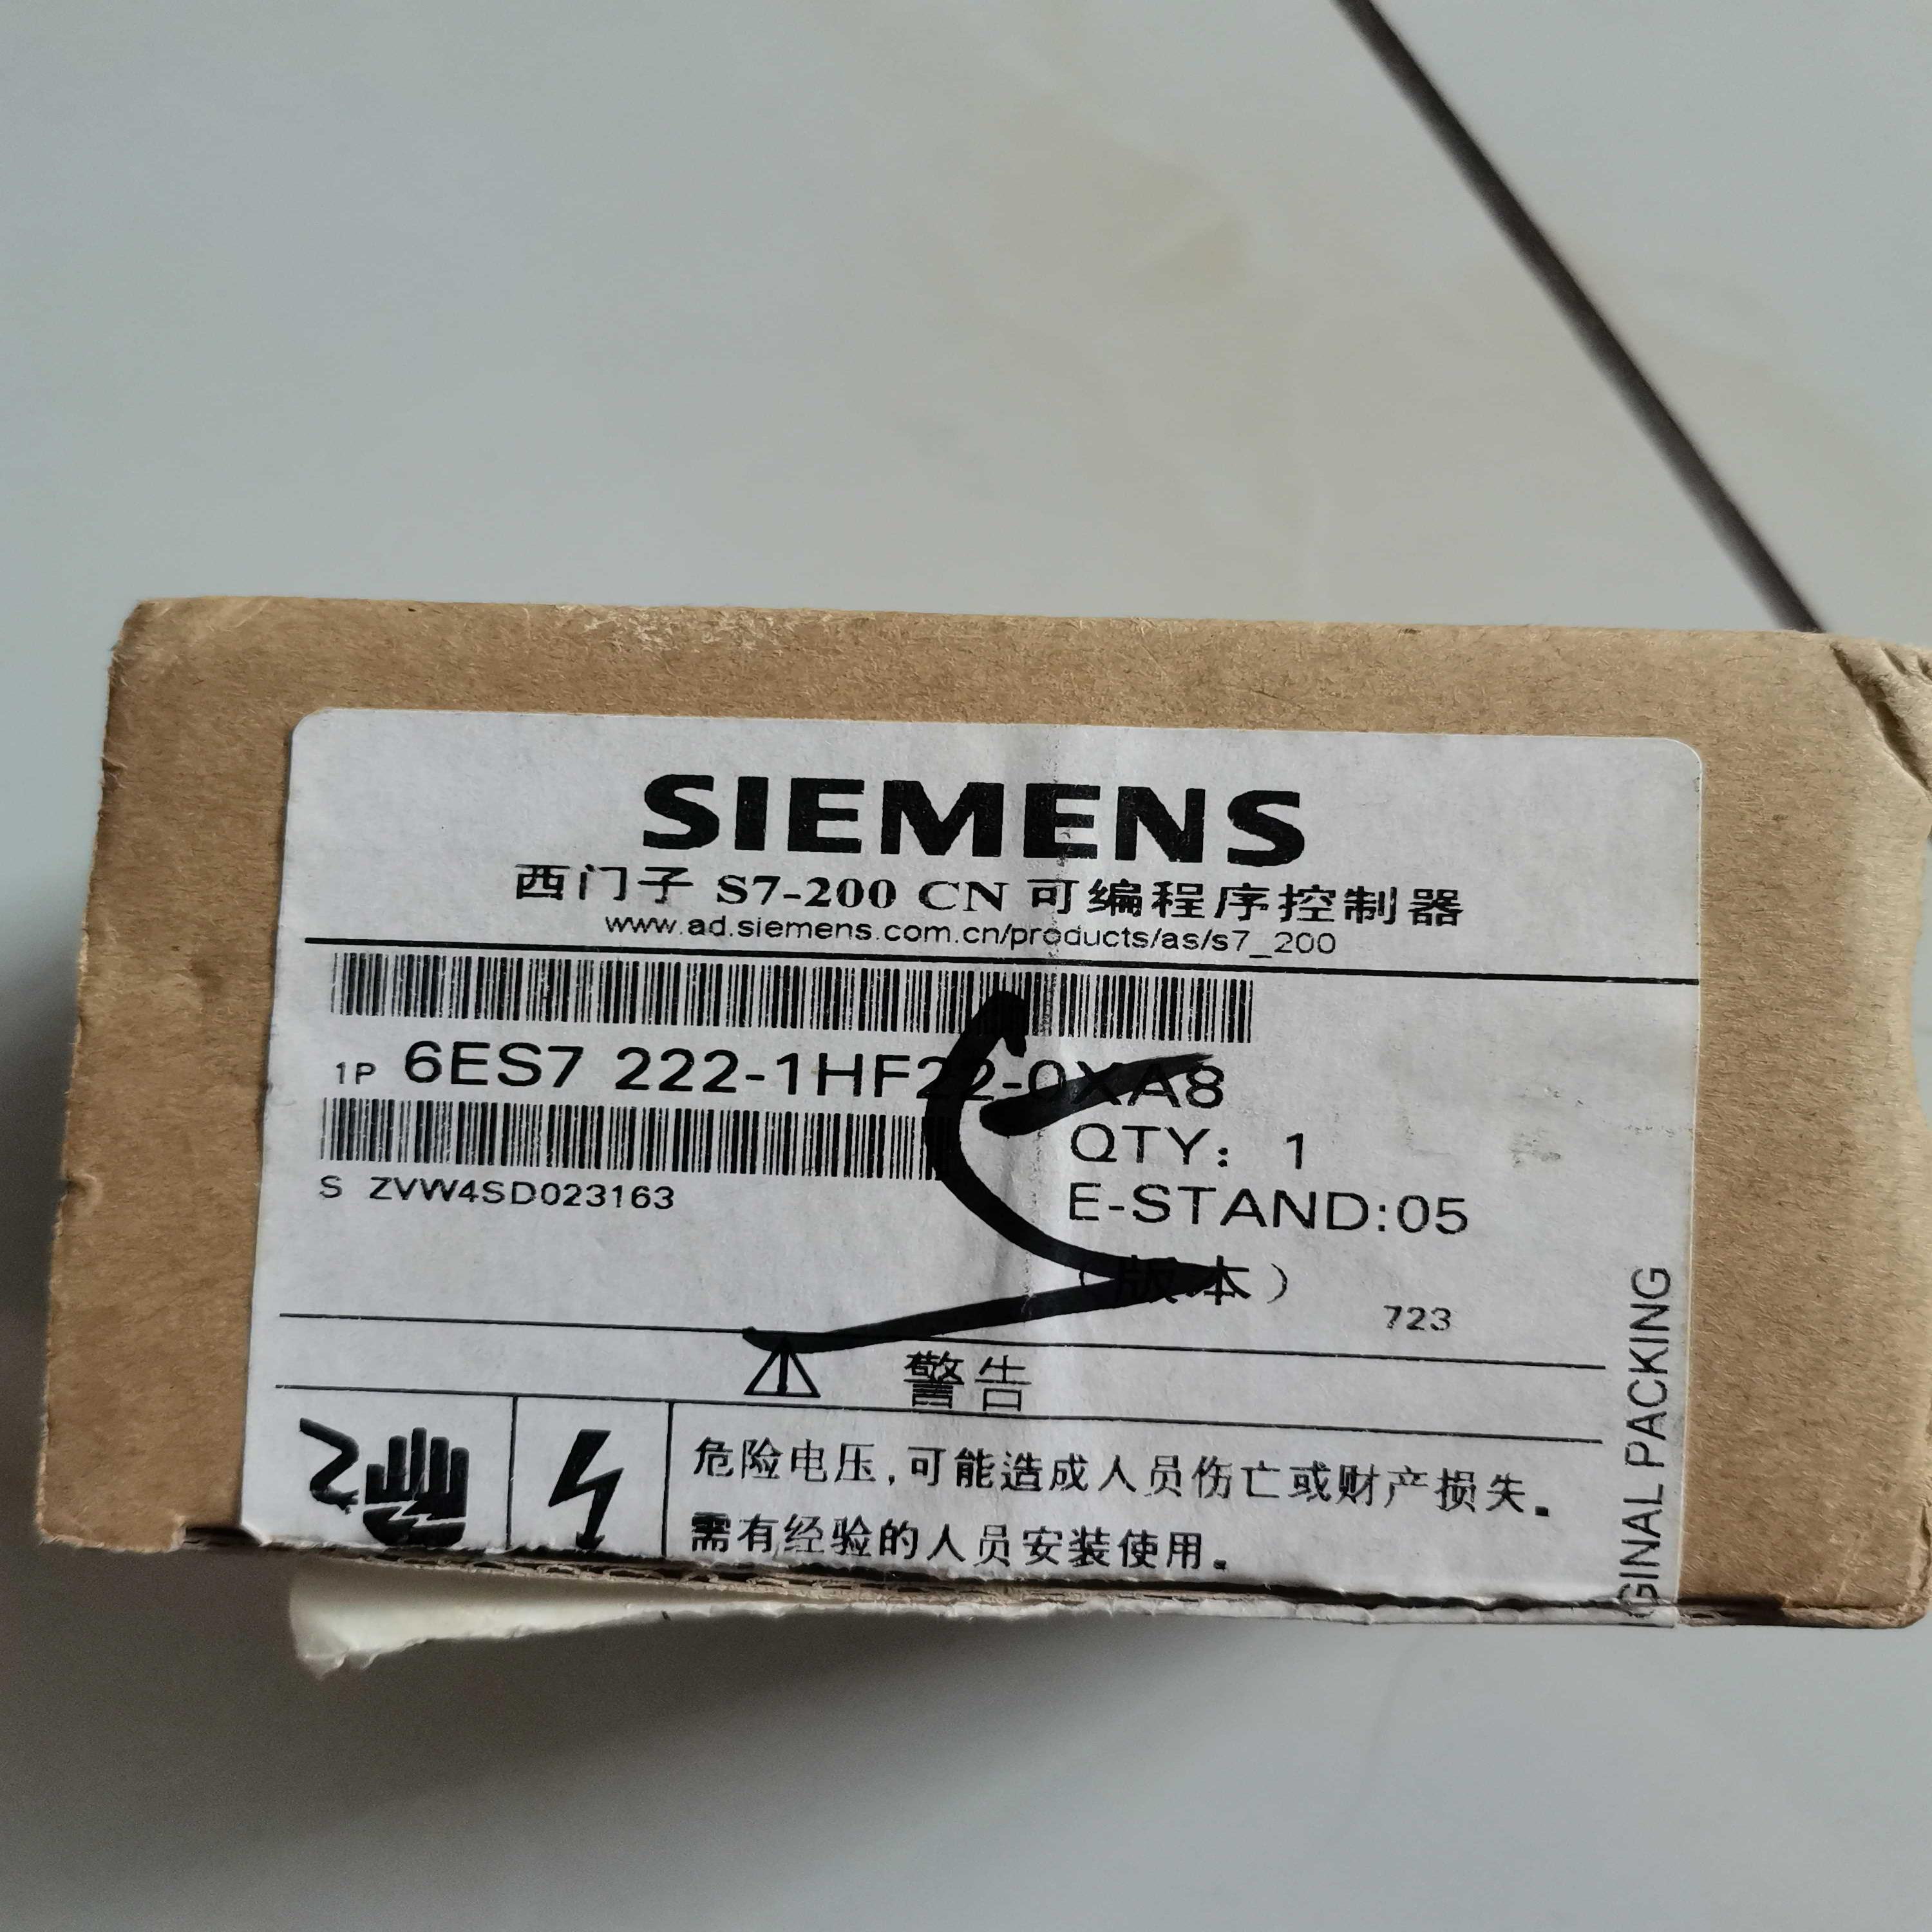 SIEMENS
西门子 S7-200 CN 可编程序控制器
www.ad.siemens.com.cn/products/as/s7_200
1P 6ES7 222-1HF22-0XA8
QTY: 1
S ZVW4SD023163
E-STAND:05
(版本)
723
警告
危险电压,可能造成人员伤亡或财产损失.
需有经验的人员安装使用。
GINAL PACKING